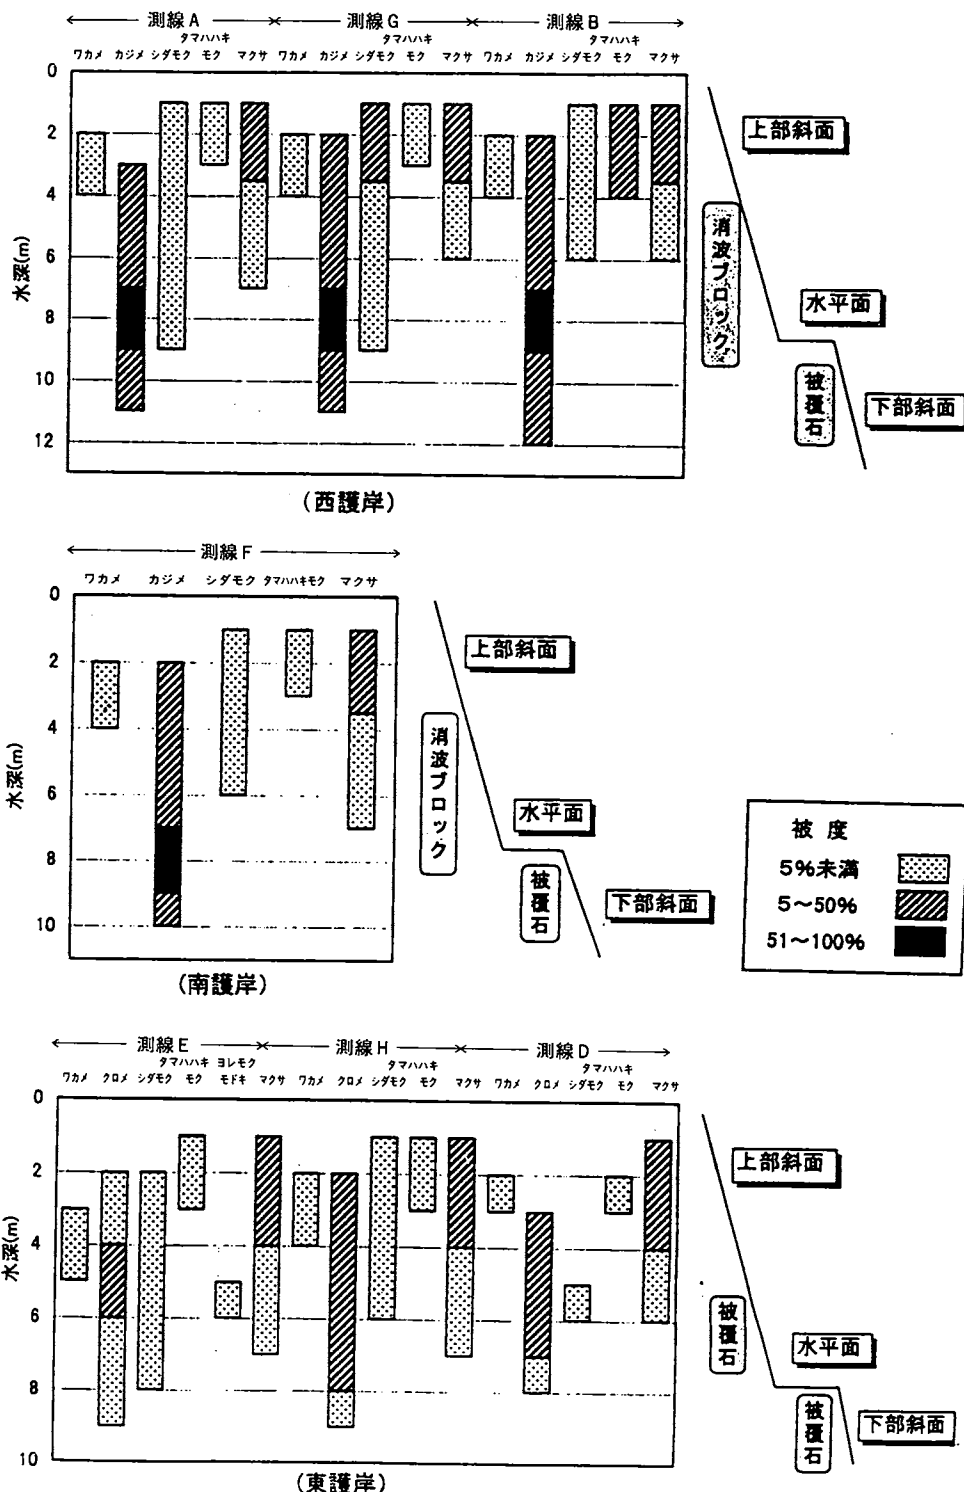 測線A 測線G 測線B
タマハハキ タマハハキ タマハハキ
ワカメ カジメ シダモク モク マクサ ワカメ カジメ シダモク モク マクサ ワカメ カジメ シダモク モク マクサ
0
2
4
6
8
10
12
水深(m)
上部斜面
消波ブロック
水平面
被覆石
下部斜面
(西護岸)
測線F
ワカメ カジメ シダモク タマハハキモク マクサ
0
2
4
6
8
10
水深(m)
上部斜面
消波ブロック
水平面
被覆石
下部斜面
(南護岸)
被度
5%未満
5～50%
51～100%
測線E 測線H 測線D
タマハハキ ヨレモク タマハハキ タマハハキ
ワカメ クロメ シダモク モク モドキ マクサ ワカメ クロメ シダモク モク マクサ ワカメ クロメ シダモク モク マクサ
0
2
4
6
8
10
水深(m)
上部斜面
被覆石
水平面
被覆石
下部斜面
(東護岸)